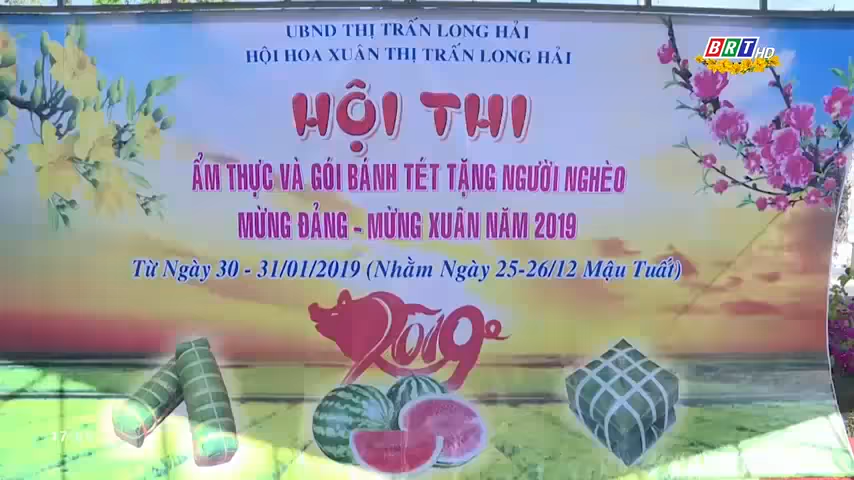 UBND THỊ TRẤN LONG HẢI
HỘI HOA XUÂN THỊ TRẤN LONG HẢI
BRT HD
HỘI THI
ẨM THỰC VÀ GÓI BÁNH TÉT TẶNG NGƯỜI NGHÈO
MỪNG ĐẢNG - MỪNG XUÂN NĂM 2019
Từ Ngày 30 - 31/01/2019 (Nhằm Ngày 25-26/12 Mậu Tuất)
2019